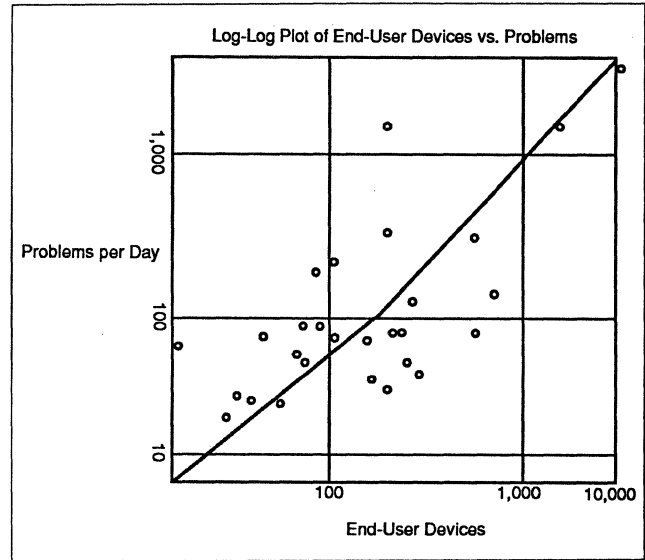 Log-Log Plot of End-User Devices vs. Problems
1,000
Problems per Day
100
10
100
1,000
10,000
End-User Devices